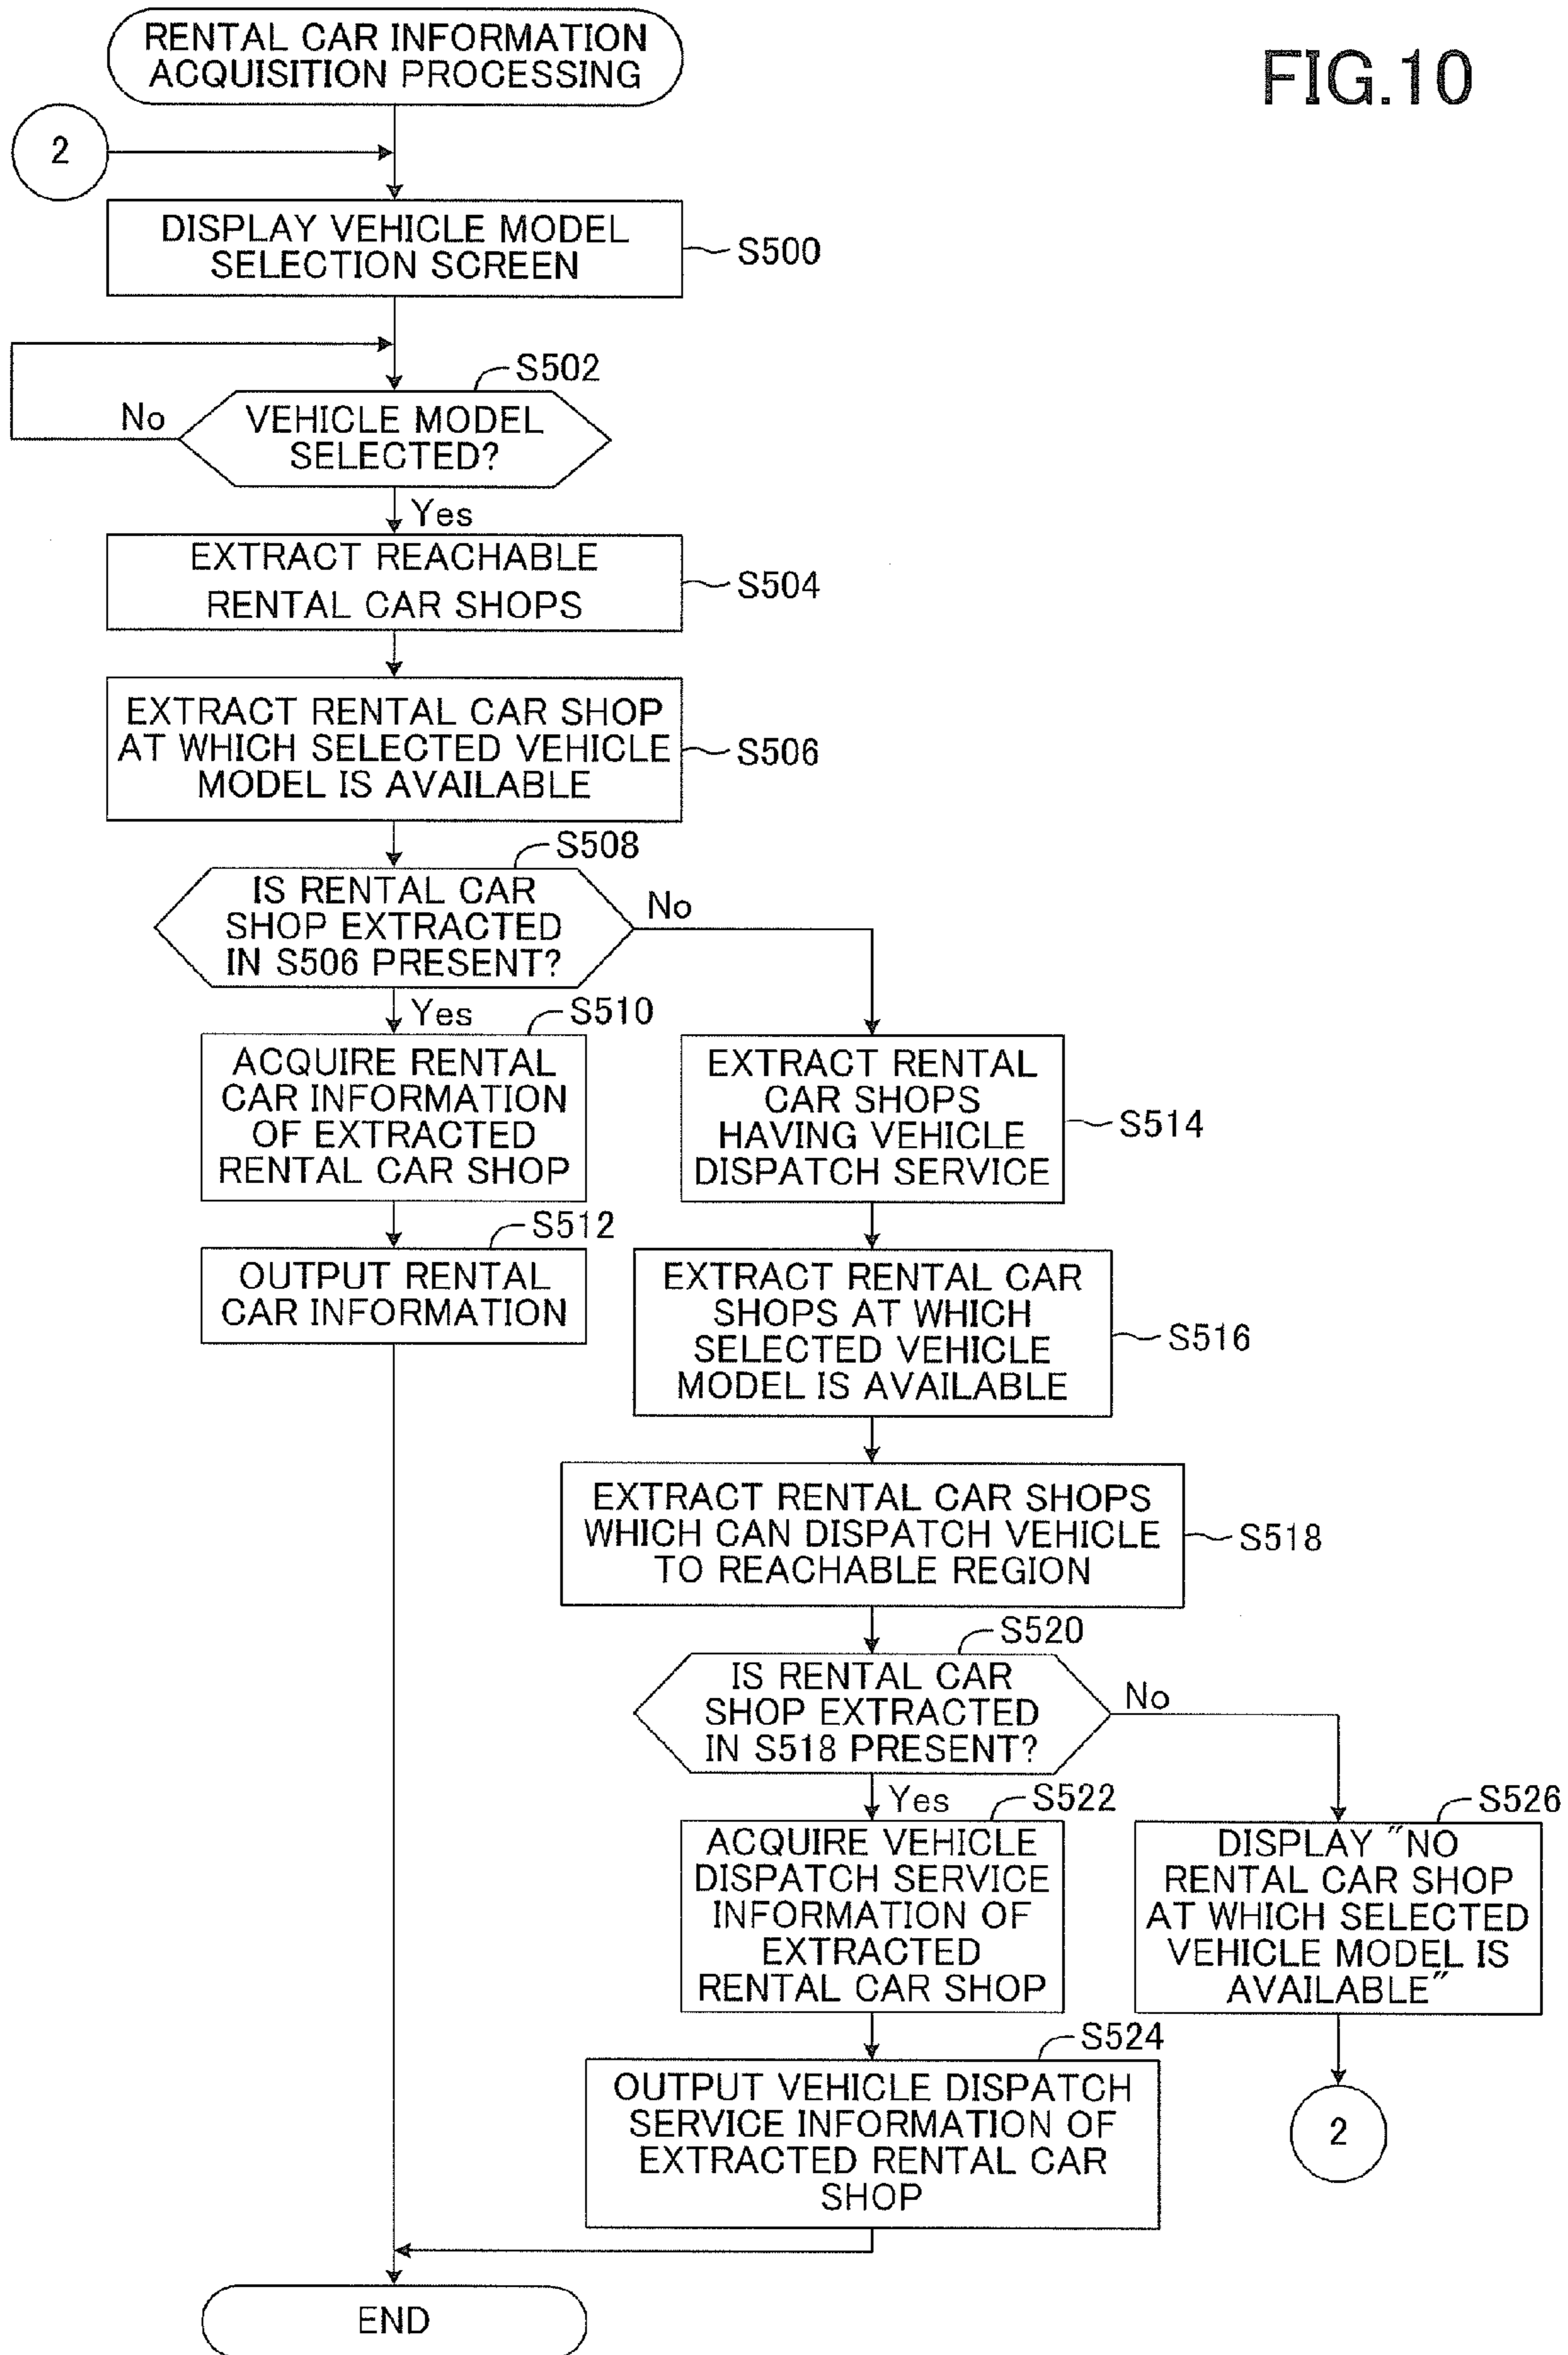 RENTAL CAR INFORMATION
ACQUISITION PROCESSING
FIG.10
2
DISPLAY VEHICLE MODEL
SELECTION SCREEN
S500
S502
No
VEHICLE MODEL
SELECTED?
Yes
EXTRACT REACHABLE
RENTAL CAR SHOPS
S504
EXTRACT RENTAL CAR SHOP
AT WHICH SELECTED VEHICLE
MODEL IS AVAILABLE
S506
S508
IS RENTAL CAR
SHOP EXTRACTED
IN S506 PRESENT?
No
Yes
S510
ACQUIRE RENTAL
CAR INFORMATION
OF EXTRACTED
RENTAL CAR SHOP
S512
OUTPUT RENTAL
CAR INFORMATION
EXTRACT RENTAL
CAR SHOPS
HAVING VEHICLE
DISPATCH SERVICE
S514
EXTRACT RENTAL CAR
SHOPS AT WHICH
SELECTED VEHICLE
MODEL IS AVAILABLE
S516
EXTRACT RENTAL CAR SHOPS
WHICH CAN DISPATCH VEHICLE
TO REACHABLE REGION
S518
S520
IS RENTAL CAR
SHOP EXTRACTED
IN S518 PRESENT?
No
Yes
S522
ACQUIRE VEHICLE
DISPATCH SERVICE
INFORMATION OF
EXTRACTED
RENTAL CAR SHOP
S526
DISPLAY "NO
RENTAL CAR SHOP
AT WHICH SELECTED
VEHICLE MODEL IS
AVAILABLE"
S524
OUTPUT VEHICLE DISPATCH
SERVICE INFORMATION OF
EXTRACTED RENTAL CAR
SHOP
2
END